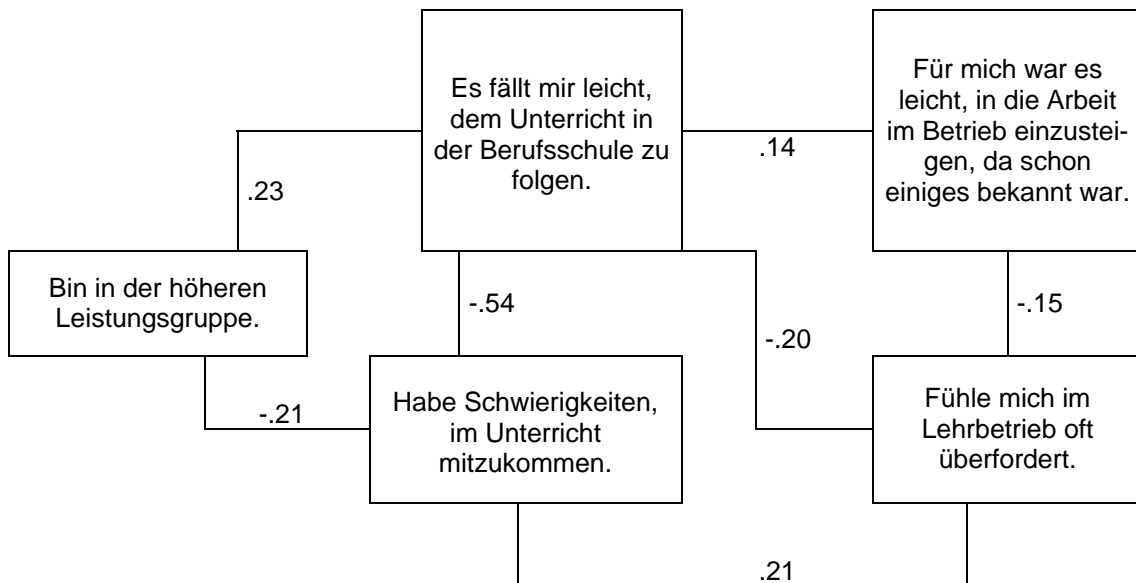 Es fällt mir leicht,
dem Unterricht in
der Berufsschule zu
folgen.
Für mich war es
leicht, in die Arbeit
im Betrieb einzustei-
gen, da schon
einiges bekannt war.
.14
.23
Bin in der höheren
Leistungsgruppe.
-.54
-.20
-.15
-.21
Habe Schwierigkeiten,
im Unterricht
mitzukommen.
Fühle mich im
Lehrbetrieb oft
überfordert.
.21